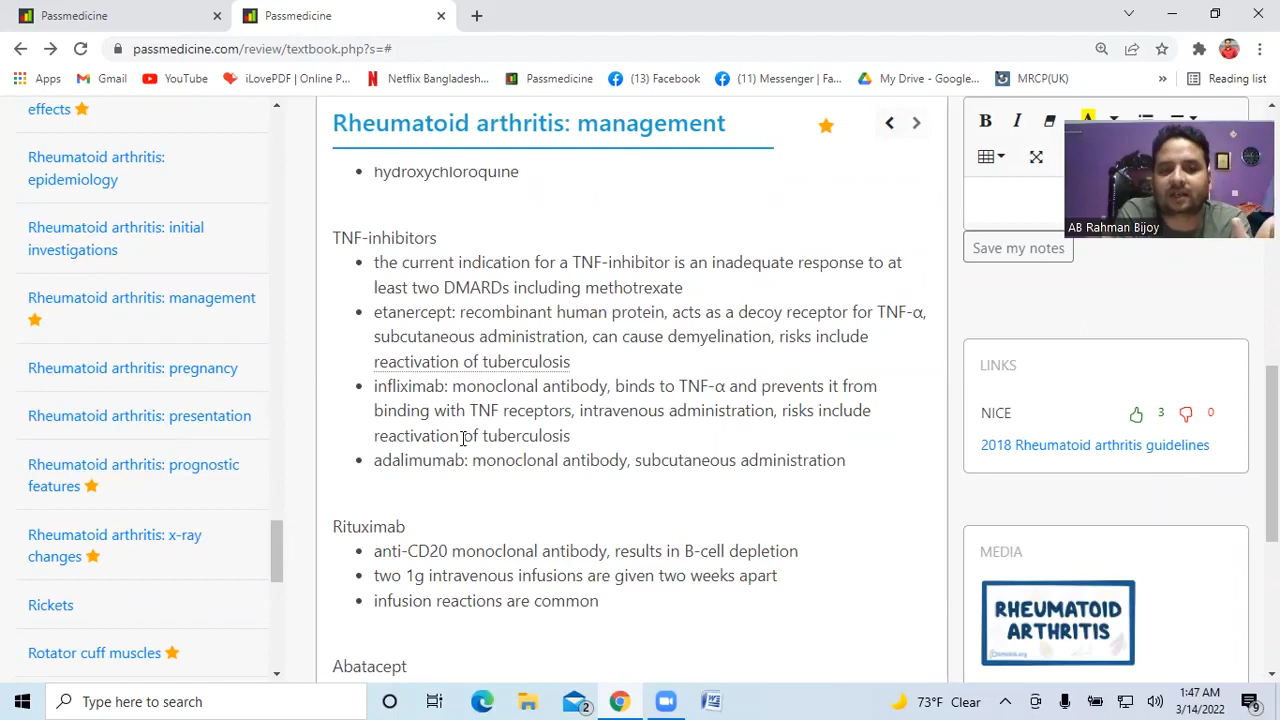 Passmedicine
Passmedicine
passmedicine.com/review/textbook.php?s=#
Apps
Gmail
YouTube
iLovePDF | Online P...
Netflix Bangladesh...
Passmedicine
(13) Facebook
(11) Messenger | Fa...
My Drive - Google...
MRCP(UK)
»
Reading list
effects
Rheumatoid arthritis:
epidemiology
Rheumatoid arthritis: initial
investigations
Rheumatoid arthritis: management
Rheumatoid arthritis: pregnancy
Rheumatoid arthritis: presentation
Rheumatoid arthritis: prognostic
features
Rheumatoid arthritis: x-ray
changes
Rickets
Rotator cuff muscles
Rheumatoid arthritis: management
• hydroxychloroquine
TNF-inhibitors
• the current indication for a TNF-inhibitor is an inadequate response to at
least two DMARDs including methotrexate
• etanercept: recombinant human protein, acts as a decoy receptor for TNF-α,
subcutaneous administration, can cause demyelination, risks include
reactivation of tuberculosis
• infliximab: monoclonal antibody, binds to TNF-α and prevents it from
binding with TNF receptors, intravenous administration, risks include
reactivation of tuberculosis
• adalimumab: monoclonal antibody, subcutaneous administration
Rituximab
• anti-CD20 monoclonal antibody, results in B-cell depletion
• two 1g intravenous infusions are given two weeks apart
• infusion reactions are common
Abatacept
B I A
AB Rahman Bijoy
Save my notes
LINKS
NICE 3 0
2018 Rheumatoid arthritis guidelines
MEDIA
RHEUMATOID
ARTHRITIS
Type here to search
2
73°F Clear
1:47 AM
3/14/2022
9